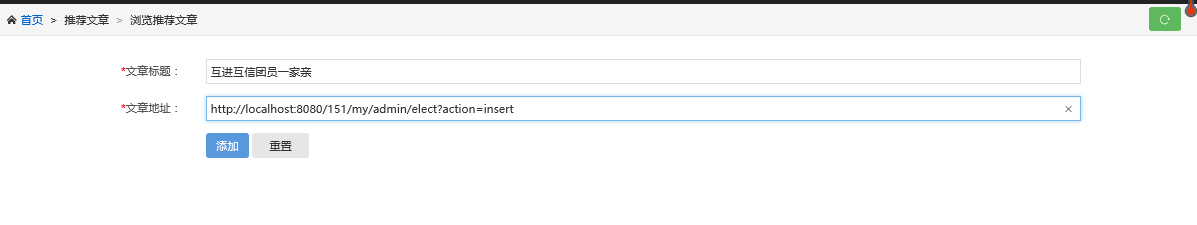 首页 > 推荐文章 > 浏览推荐文章
*文章标题： 互进互信团员一家亲
*文章地址： http://localhost:8080/151/my/admin/elect?action=insert ×
添加 重置